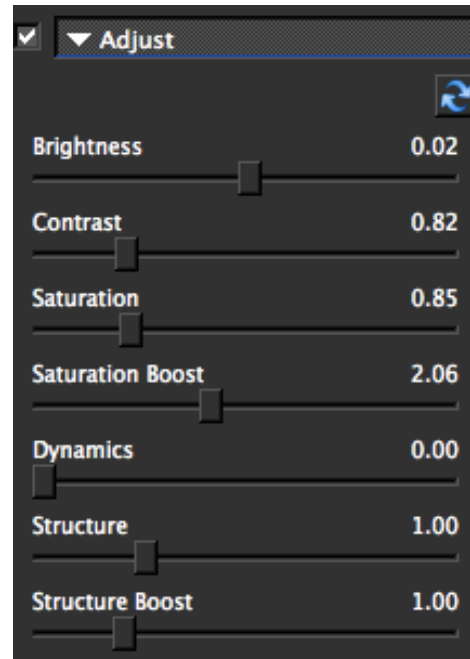 Adjust
Brightness 0.02
Contrast 0.82
Saturation 0.85
Saturation Boost 2.06
Dynamics 0.00
Structure 1.00
Structure Boost 1.00